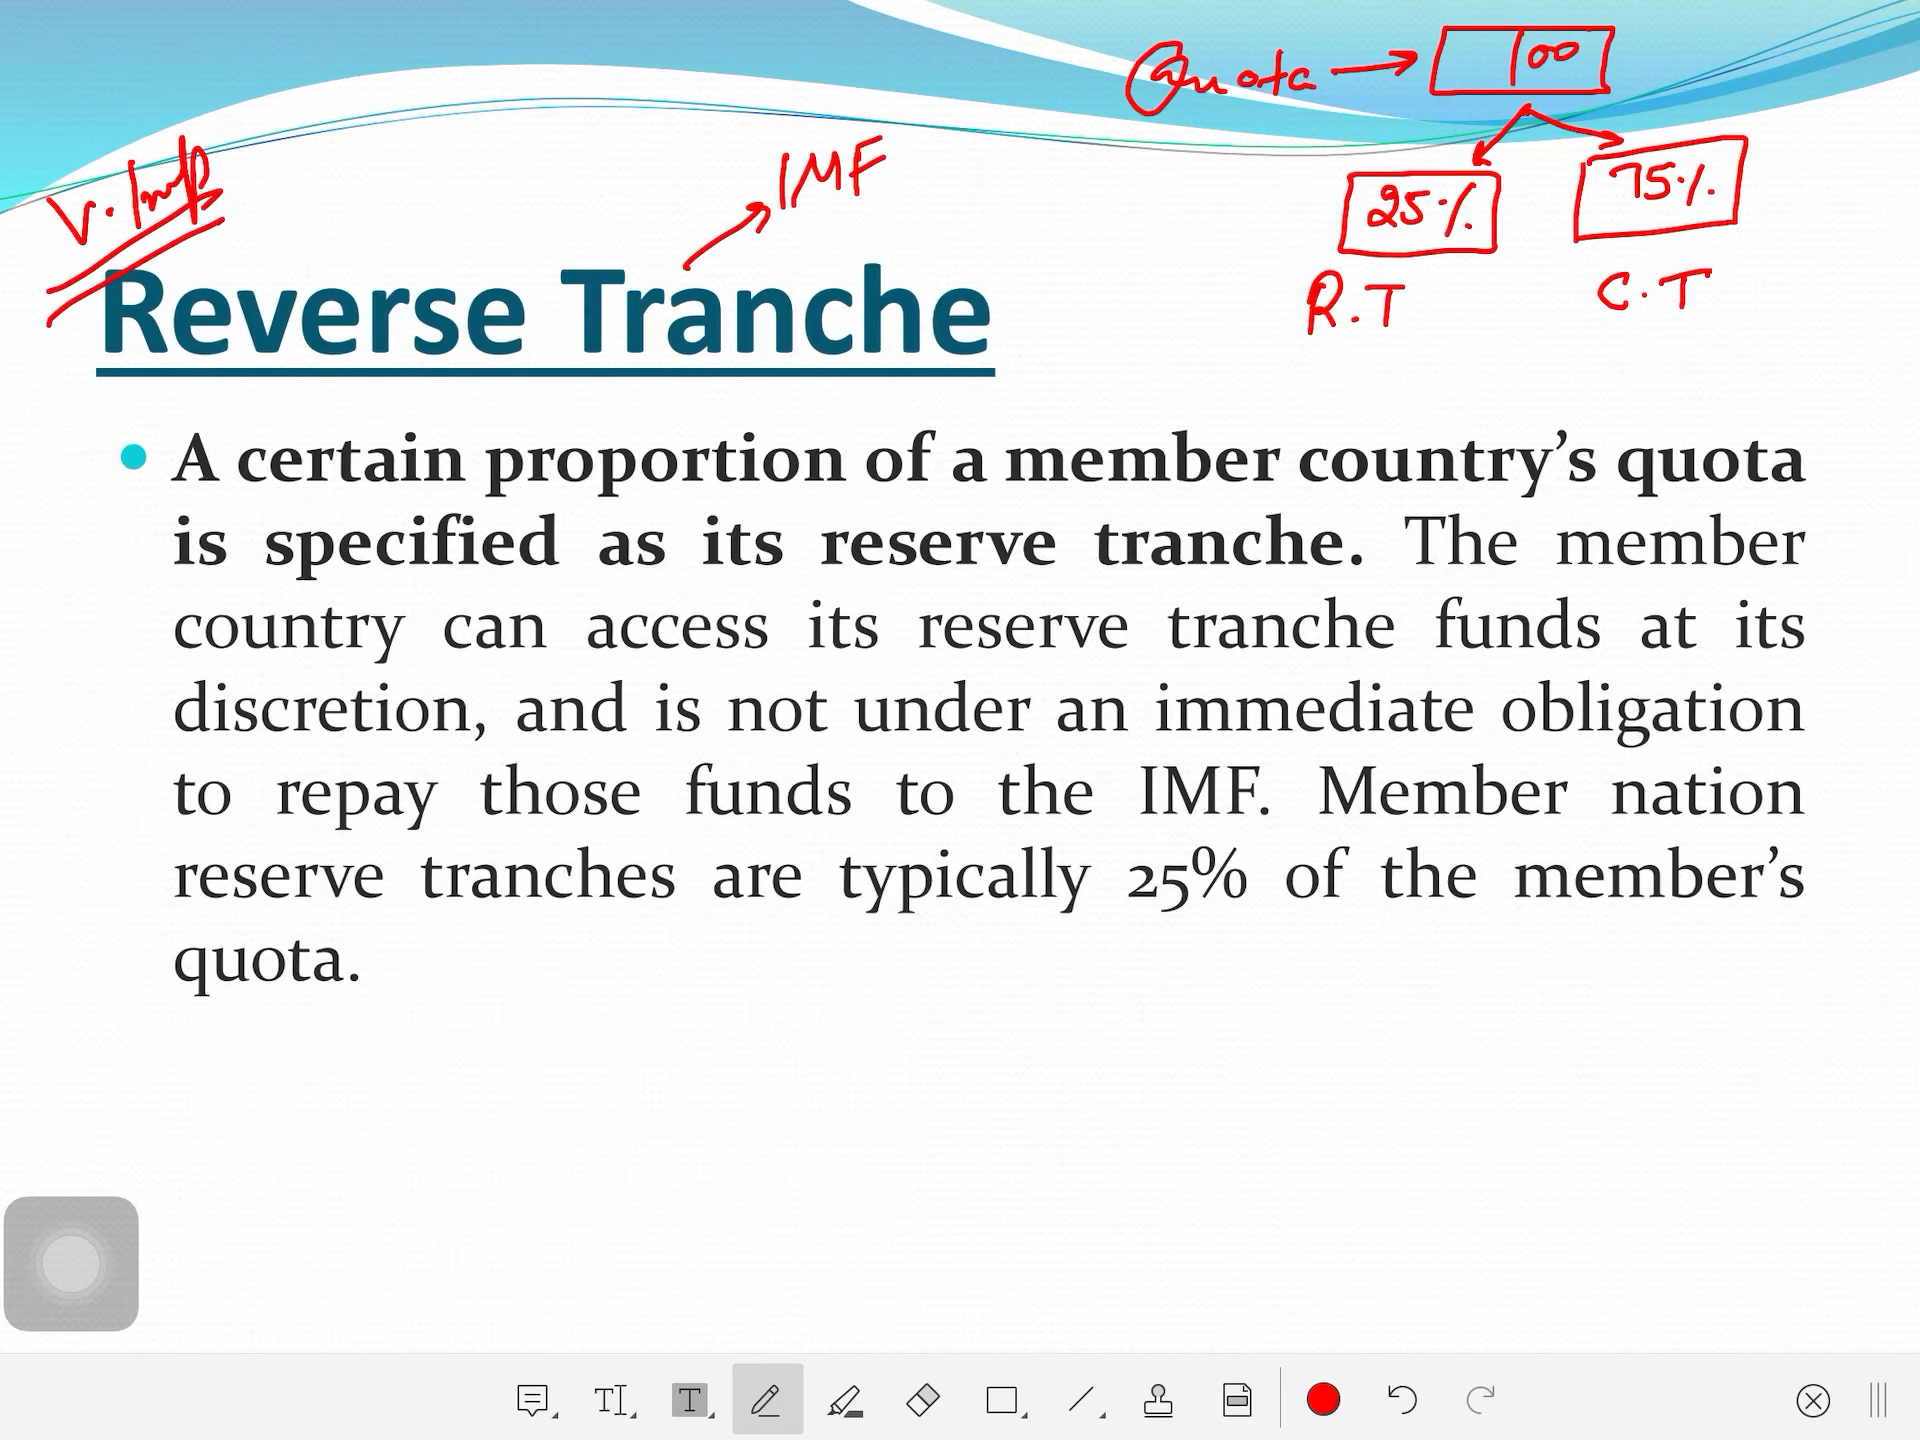 Quota → 100
V. Imp
IMF
25%
75%
R.T
C.T
Reverse Tranche
• A certain proportion of a member country’s quota
is specified as its reserve tranche. The member
country can access its reserve tranche funds at its
discretion, and is not under an immediate obligation
to repay those funds to the IMF. Member nation
reserve tranches are typically 25% of the member’s
quota.